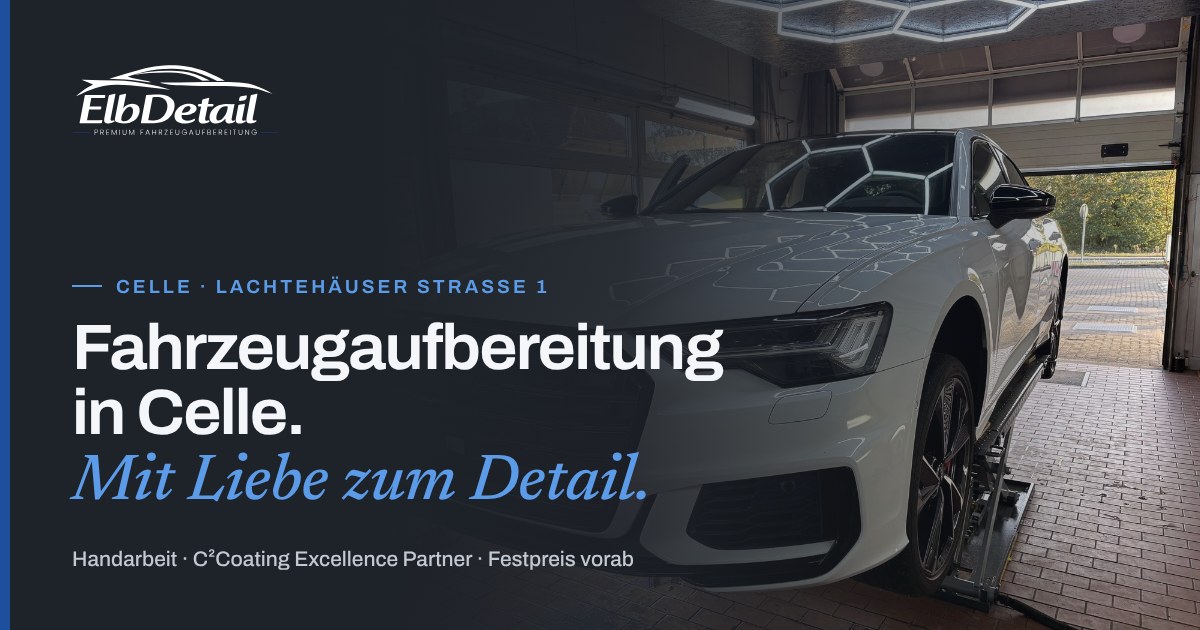 ElbDetail
PREMIUM FAHRZEUGAUFBEREITUNG
CELLE · LACHTEHÄUSER STRASSE 1
Fahrzeugaufbereitung
in Celle.
Mit Liebe zum Detail.
Handarbeit · C²Coating Excellence Partner · Festpreis vorab